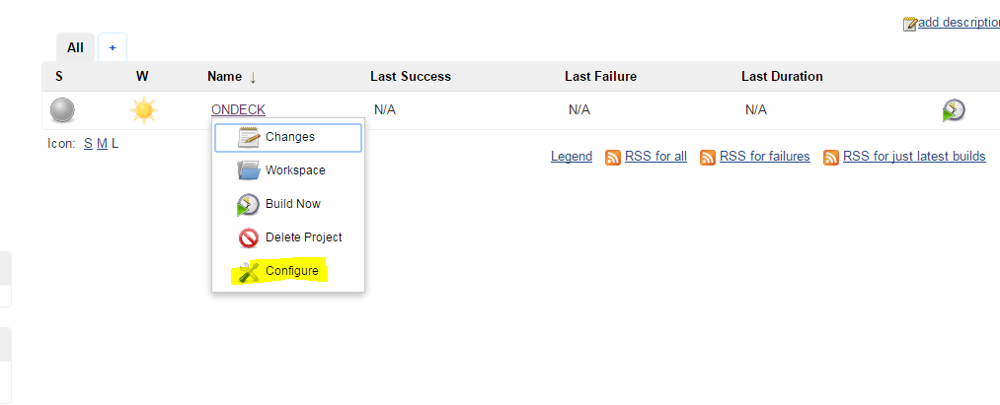 add description
All +
S W Name ↓ Last Success Last Failure Last Duration
ONDECK N/A N/A N/A
Changes
Icon: S M L
Legend RSS for all RSS for failures RSS for just latest builds
Workspace
Build Now
Delete Project
Configure